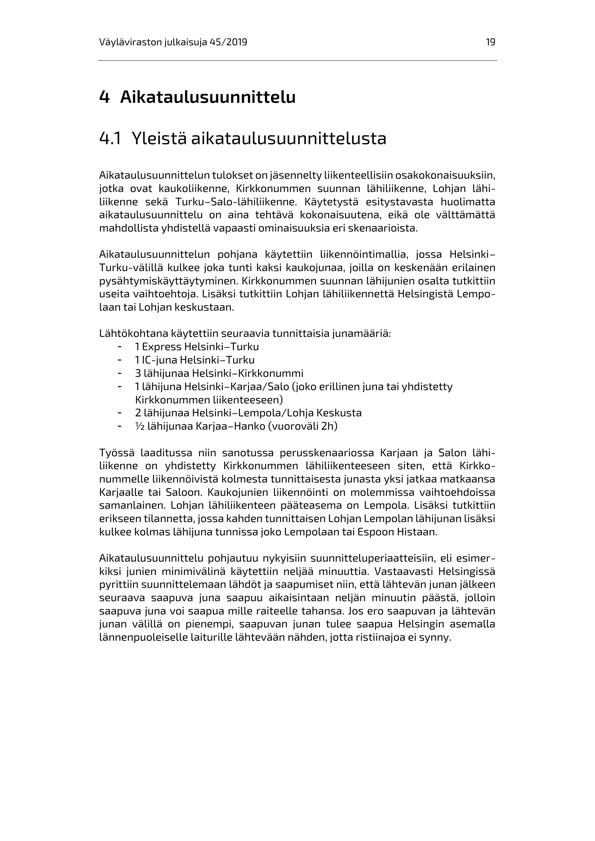 Väyläviraston julkaisuja 45/2019 19
4 Aikataulusuunnittelu
4.1 Yleistä aikataulusuunnittelusta
Aikataulusuunnittelun tulokset on jäsennelty liikenteellisiin osakokonaisuuksiin,
jotka ovat kaukoliikenne, Kirkkonummen suunnan lähiliikenne, Lohjan lähi-
liikenne sekä Turku–Salo-lähiliikenne. Käytetystä esitystavasta huolimatta
aikataulusuunnittelu on aina tehtävä kokonaisuutena, eikä ole välttämättä
mahdollista yhdistellä vapaasti ominaisuuksia eri skenaarioista.
Aikataulusuunnittelun pohjana käytettiin liikennöintimallia, jossa Helsinki–
Turku-välillä kulkee joka tunti kaksi kaukojunaa, joilla on keskenään erilainen
pysähtymiskäyttäytyminen. Kirkkonummen suunnan lähijunien osalta tutkittiin
useita vaihtoehtoja. Lisäksi tutkittiin Lohjan lähiliikennettä Helsingistä Lempo-
laan tai Lohjan keskustaan.
Lähtökohtana käytettiin seuraavia tunnittaisia junamääriä:
- 1 Express Helsinki–Turku
- 1 IC-juna Helsinki–Turku
- 3 lähijunaa Helsinki–Kirkkonummi
- 1 lähijuna Helsinki–Karjaa/Salo (joko erillinen juna tai yhdistetty
Kirkkonummen liikenteeseen)
- 2 lähijunaa Helsinki–Lempola/Lohja Keskusta
- ½ lähijunaa Karjaa–Hanko (vuoroväli 2h)
Työssä laaditussa niin sanotussa perusskenaariossa Karjaan ja Salon lähi-
liikenne on yhdistetty Kirkkonummen lähiliikenteeseen siten, että Kirkko-
nummelle liikennöivistä kolmesta tunnittaisesta junasta yksi jatkaa matkaansa
Karjaalle tai Saloon. Kaukojunien liikennöinti on molemmissa vaihtoehdoissa
samanlainen. Lohjan lähiliikenteen pääteasema on Lempola. Lisäksi tutkittiin
erikseen tilannetta, jossa kahden tunnittaisen Lohjan Lempolan lähijunan lisäksi
kulkee kolmas lähijuna tunnissa joko Lempolaan tai Espoon Histaan.
Aikataulusuunnittelu pohjautuu nykyisiin suunnitteluperiaatteisiin, eli esimer-
kiksi junien minimivälinä käytettiin neljää minuuttia. Vastaavasti Helsingissä
pyrittiin suunnittelemaan lähdöt ja saapumiset niin, että lähtevän junan jälkeen
seuraava saapuva juna saapuu aikaisintaan neljän minuutin päästä, jolloin
saapuva juna voi saapua mille raiteelle tahansa. Jos ero saapuvan ja lähtevän
junan välillä on pienempi, saapuvan junan tulee saapua Helsingin asemalla
lännenpuoleiselle laiturille lähtevään nähden, jotta ristiinajoa ei synny.